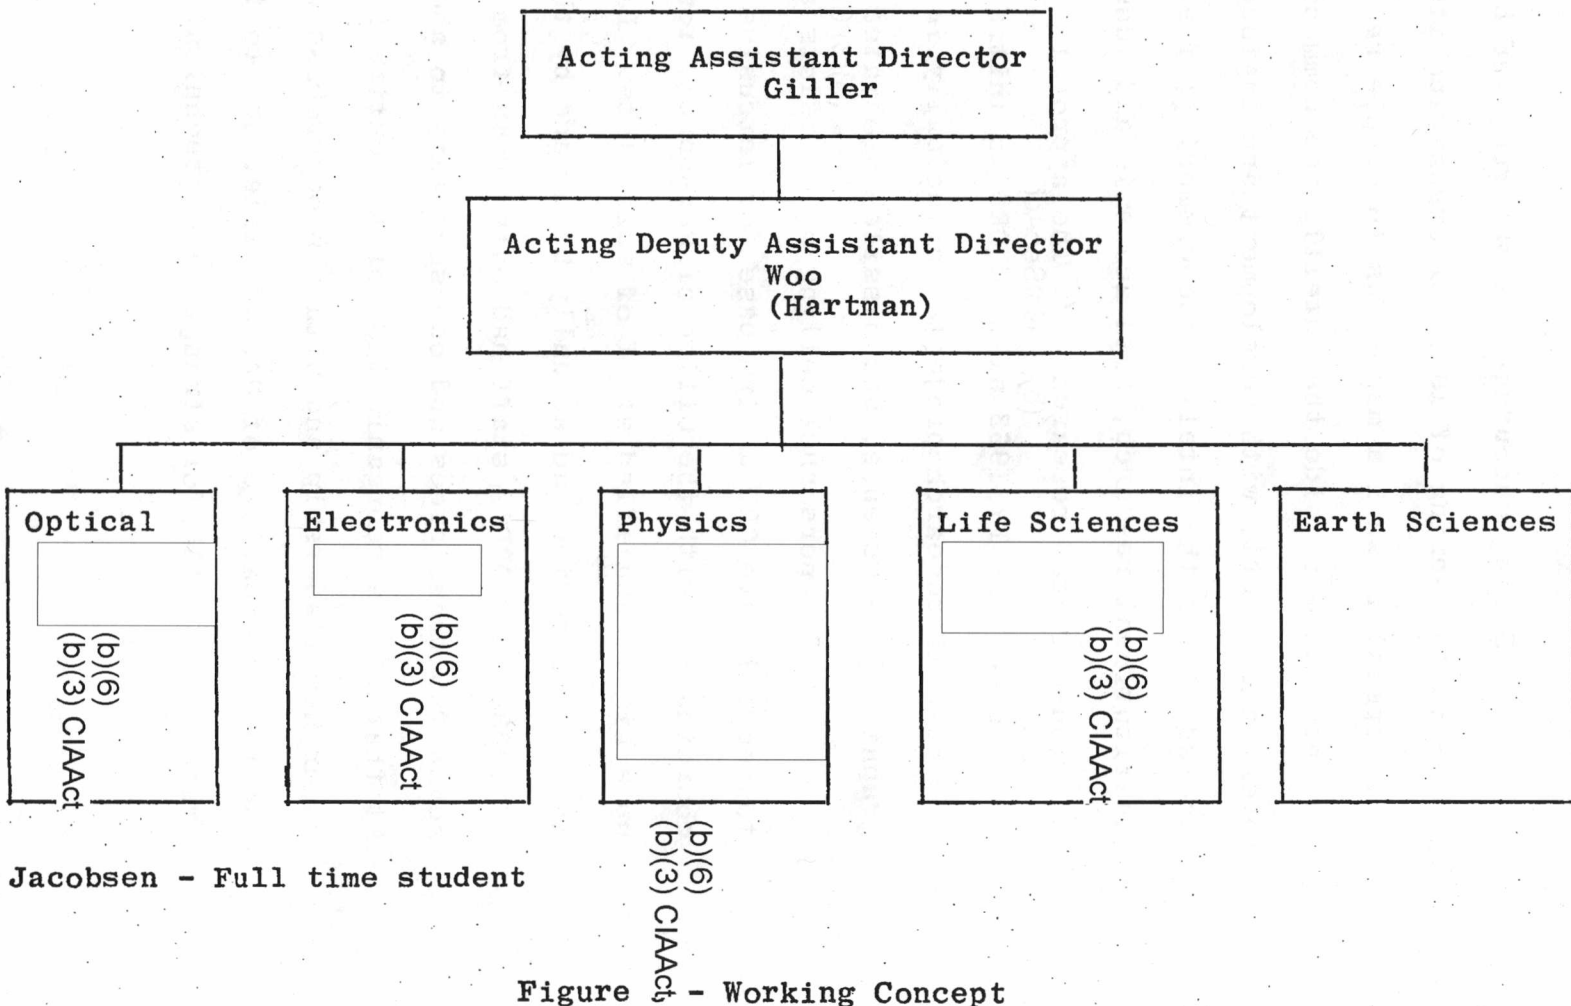 Acting Assistant Director
Giller
Acting Deputy Assistant Director
Woo
(Hartman)
Optical
(b)(6)
(b)(3) CIAAct
Electronics
(b)(6)
(b)(3) CIAAct
Physics
(b)(6)
(b)(3) CIAAct
Life Sciences
(b)(6)
(b)(3) CIAAct
Earth Sciences
Jacobsen - Full time student
Figure - Working Concept